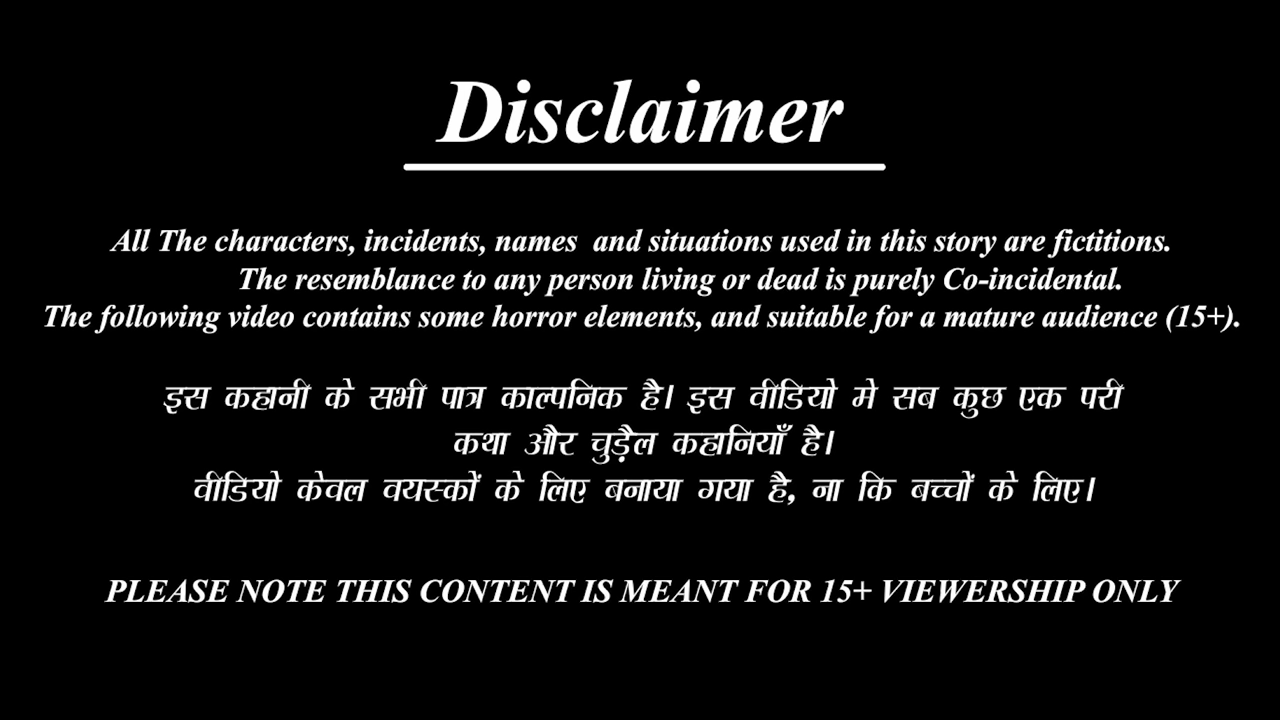 Disclaimer
All The characters, incidents, names and situations used in this story are fictitions.
The resemblance to any person living or dead is purely Co-incidental.
The following video contains some horror elements, and suitable for a mature audience (15+).
इस कहानी के सभी पात्र काल्पनिक है। इस वीडियो मे सब कुछ एक परी
कथा और चुड़ैल कहानियाँ है।
वीडियो केवल वयस्कों के लिए बनाया गया है, ना कि बच्चों के लिए।
PLEASE NOTE THIS CONTENT IS MEANT FOR 15+ VIEWERSHIP ONLY